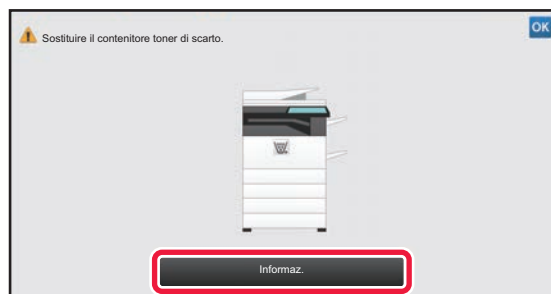 Sostituire il contenitore toner di scarto.
OK
Informaz.